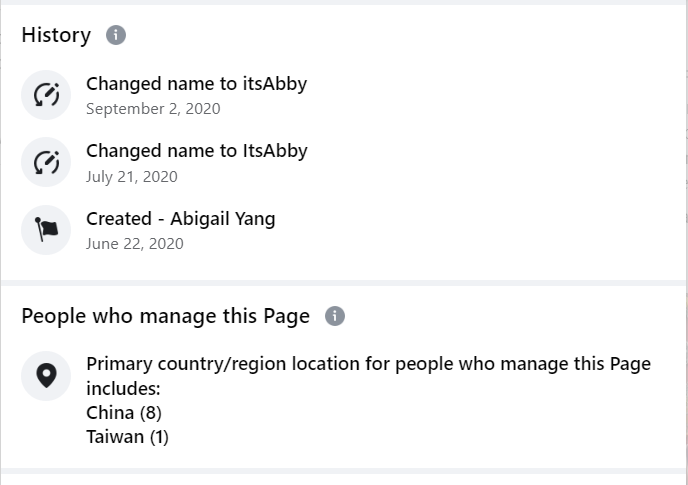 History
Changed name to itsAbby
September 2, 2020
Changed name to ItsAbby
July 21, 2020
Created - Abigail Yang
June 22, 2020
People who manage this Page
Primary country/region location for people who manage this Page
includes:
China (8)
Taiwan (1)